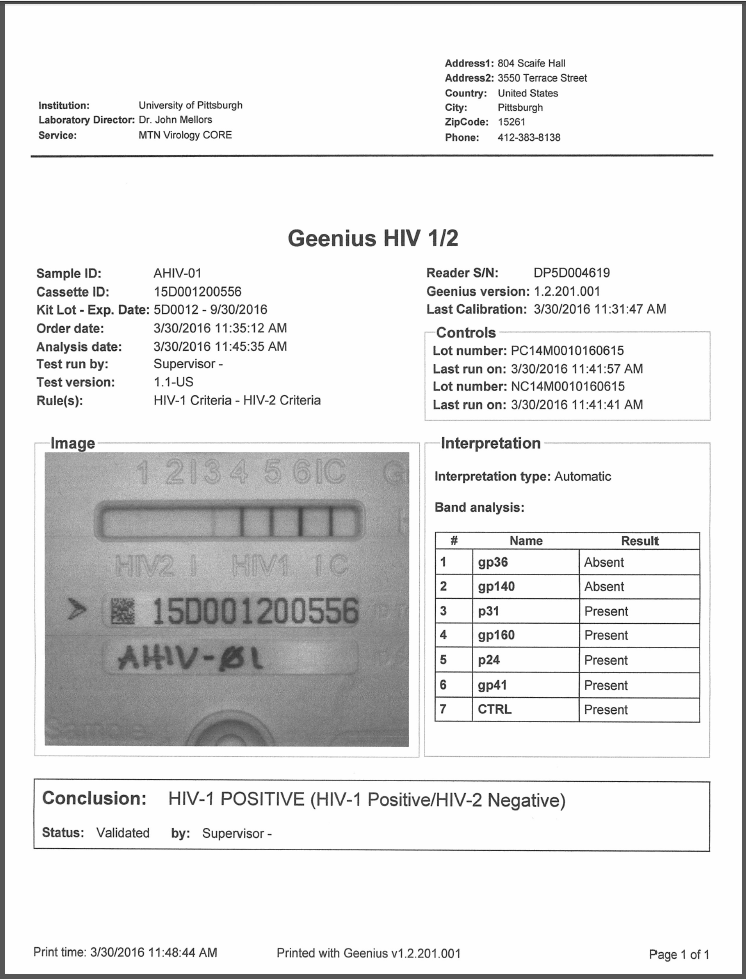 Address1: 804 Scaife Hall
Address2: 3550 Terrace Street
Country: United States
City: Pittsburgh
ZipCode: 15261
Phone: 412-383-8138
Institution: University of Pittsburgh
Laboratory Director: Dr. John Mellors
Service: MTN Virology CORE
Geenius HIV 1/2
Sample ID: AHIV-01
Cassette ID: 15D001200556
Kit Lot - Exp. Date: 5D0012 - 9/30/2016
Order date: 3/30/2016 11:35:12 AM
Analysis date: 3/30/2016 11:45:35 AM
Test run by: Supervisor -
Test version: 1.1-US
Rule(s): HIV-1 Criteria - HIV-2 Criteria
Reader S/N: DP5D004619
Geenius version: 1.2.201.001
Last Calibration: 3/30/2016 11:31:47 AM
Controls
Lot number: PC14M0010160615
Last run on: 3/30/2016 11:41:57 AM
Lot number: NC14M0010160615
Last run on: 3/30/2016 11:41:41 AM
Image
1 2 I 3 4 5 6 I C
HIV2 I HIV1 I C
15D001200556
AHIV-Ø1
Sample
Interpretation
Interpretation type: Automatic
Band analysis:
# Name Result
1 gp36 Absent
2 gp140 Absent
3 p31 Present
4 gp160 Present
5 p24 Present
6 gp41 Present
7 CTRL Present
Conclusion: HIV-1 POSITIVE (HIV-1 Positive/HIV-2 Negative)
Status: Validated by: Supervisor -
Print time: 3/30/2016 11:48:44 AM Printed with Geenius v1.2.201.001 Page 1 of 1